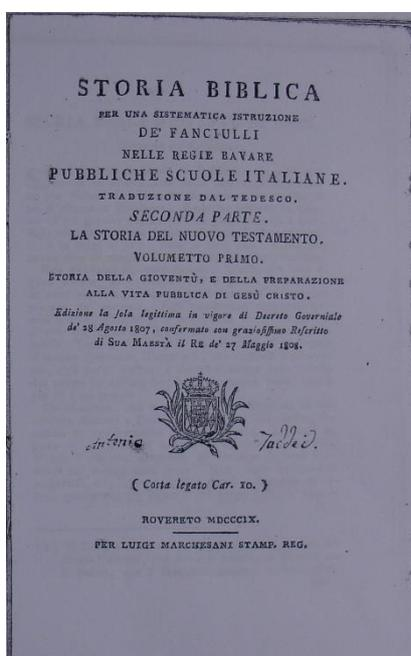 STORIA BIBLICA
PER UNA SISTEMATICA ISTRUZIONE
DE' FANCIULLI
NELLE REGIE BAVARE
PUBBLICHE SCUOLE ITALIANE.
TRADUZIONE DAL TEDESCO.
SECONDA PARTE.
LA STORIA DEL NUOVO TESTAMENTO.
VOLUMETTO PRIMO.
STORIA DELLA GIOVENTÙ, E DELLA PREPARAZIONE
ALLA VITA PUBBLICA DI GESÙ CRISTO.
Edizione la sola legittima in vigore di Decreto Governiale
de' 28 Agosto 1807, confermato con graziosissimo Rescritto
di SUA MAESTÀ il RE de' 27 Maggio 1808.
Antonio Taddei.
( Costa legato Car. 10. )
ROVERETO MDCCCIX.
PER LUIGI MARCHESANI STAMP. REG.